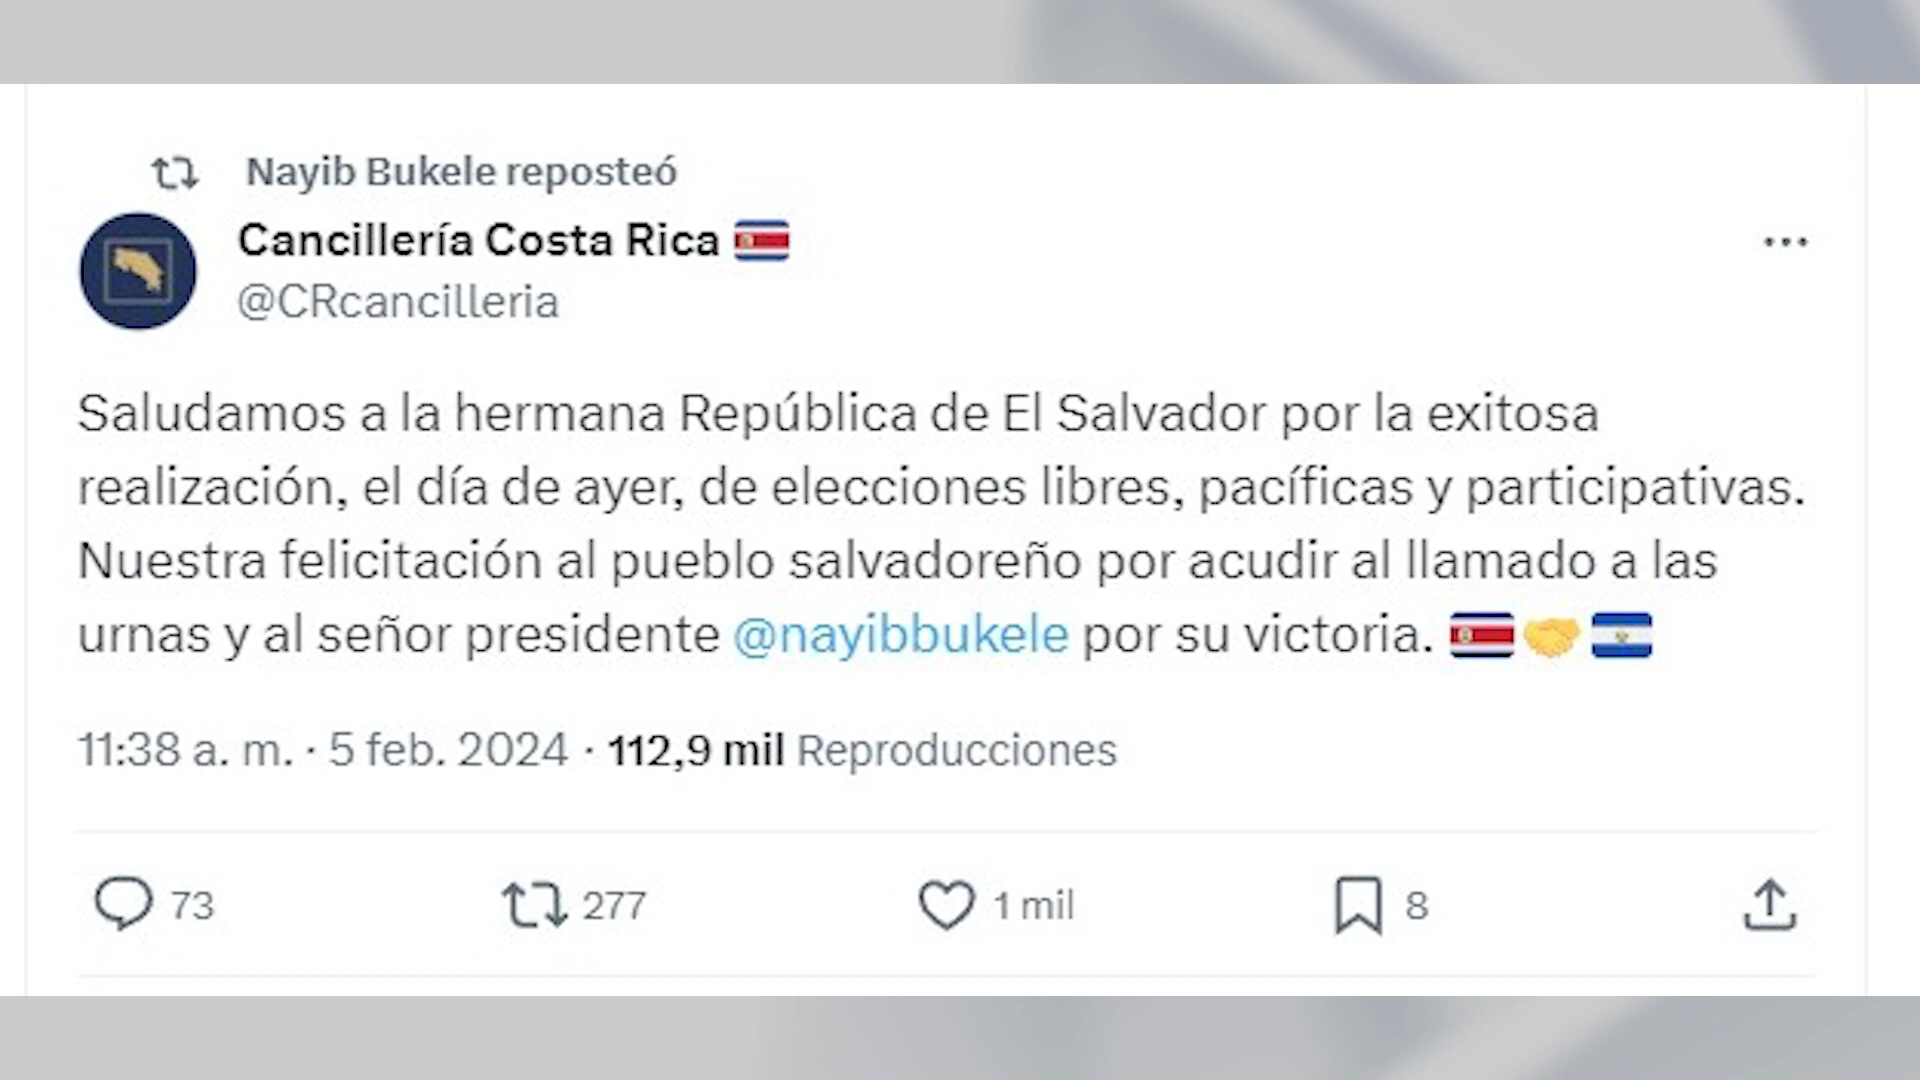 Nayib Bukele reposteó
Cancillería Costa Rica 🇨🇷
@CRcancilleria
Saludamos a la hermana República de El Salvador por la exitosa
realización, el día de ayer, de elecciones libres, pacíficas y participativas.
Nuestra felicitación al pueblo salvadoreño por acudir al llamado a las
urnas y al señor presidente @nayibbukele por su victoria. 🇨🇷🤝🇸🇻
11:38 a. m. · 5 feb. 2024 · 112,9 mil Reproducciones
73 277 1 mil 8